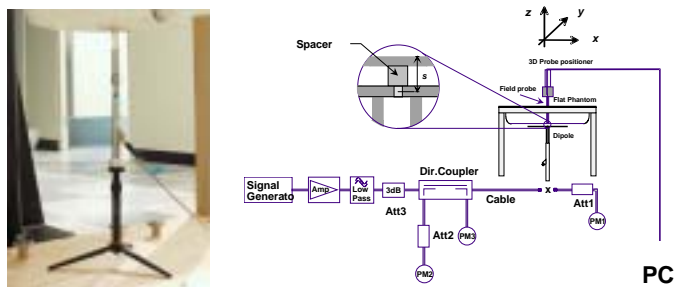 z
y
x
Spacer
s
3D Probe positioner
Field probe
Flat Phantom
Dipole
Signal
Generato
Amp
Low
Pass
3dB
Att3
Dir.Coupler
Cable
x
Att1
PM1
Att2
PM3
PM2
PC